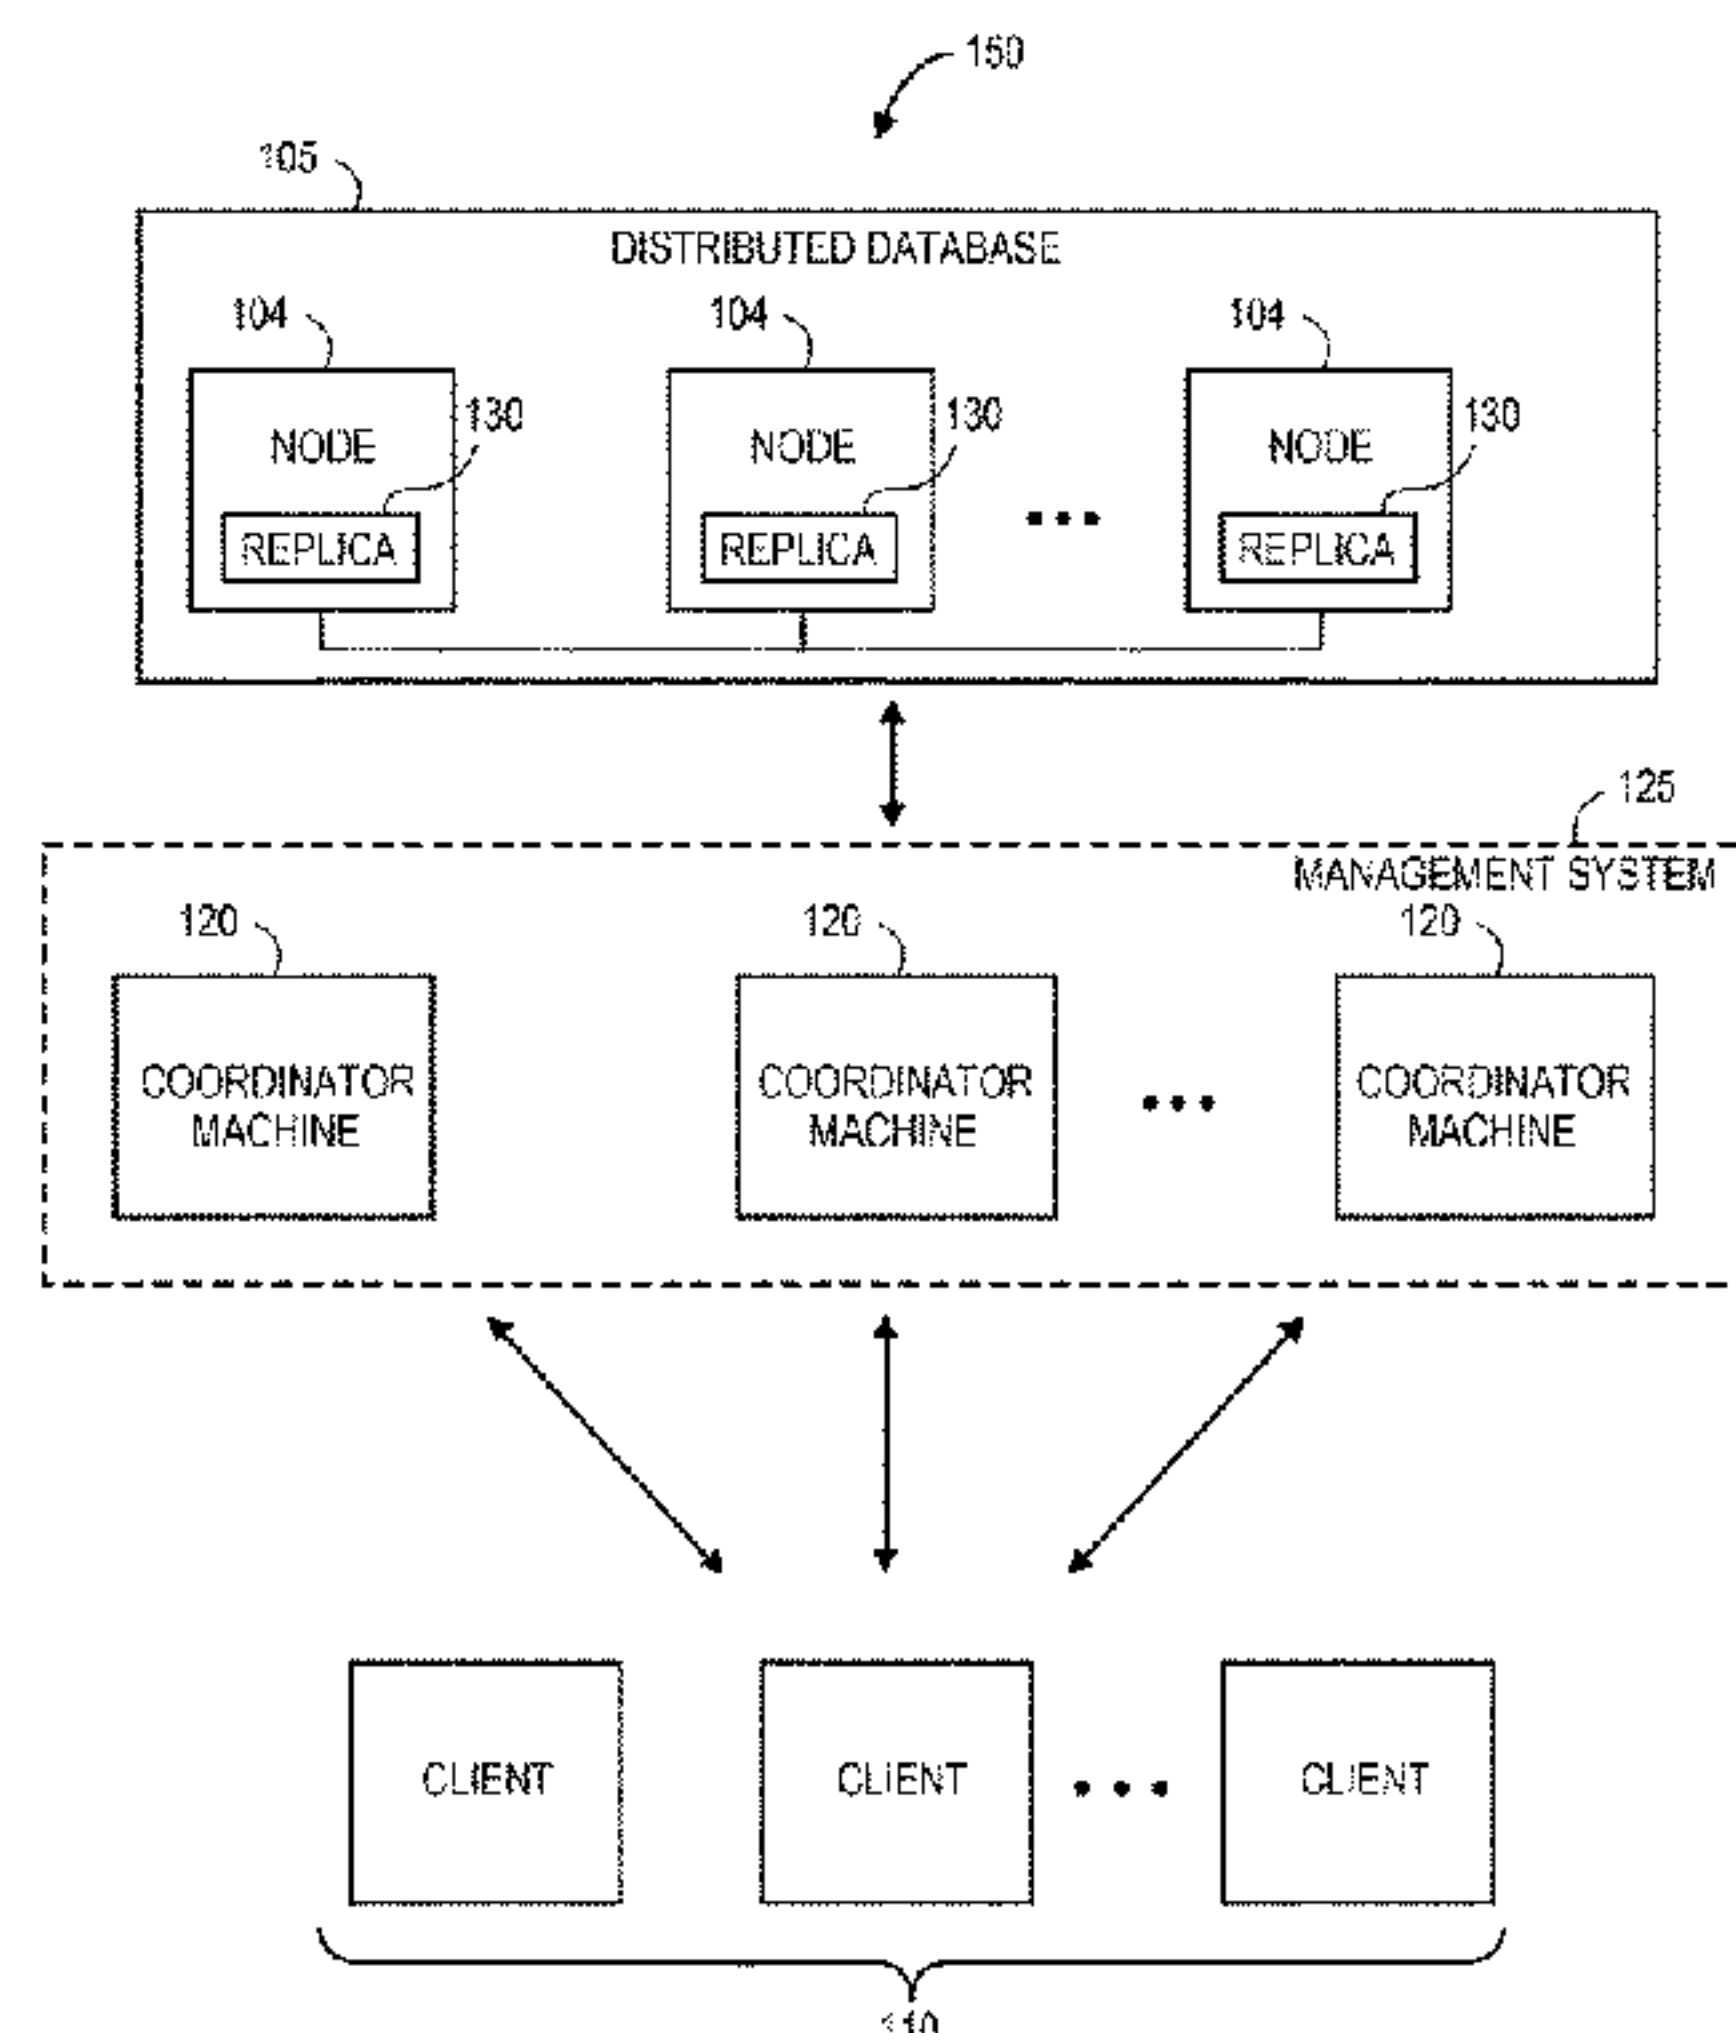 150
105
DISTRIBUTED DATABASE
104 104 104
130 130 130
NODE NODE NODE
REPLICA REPLICA REPLICA
125
MANAGEMENT SYSTEM
120 120 120
COORDINATOR MACHINE
COORDINATOR MACHINE
COORDINATOR MACHINE
CLIENT CLIENT CLIENT
110